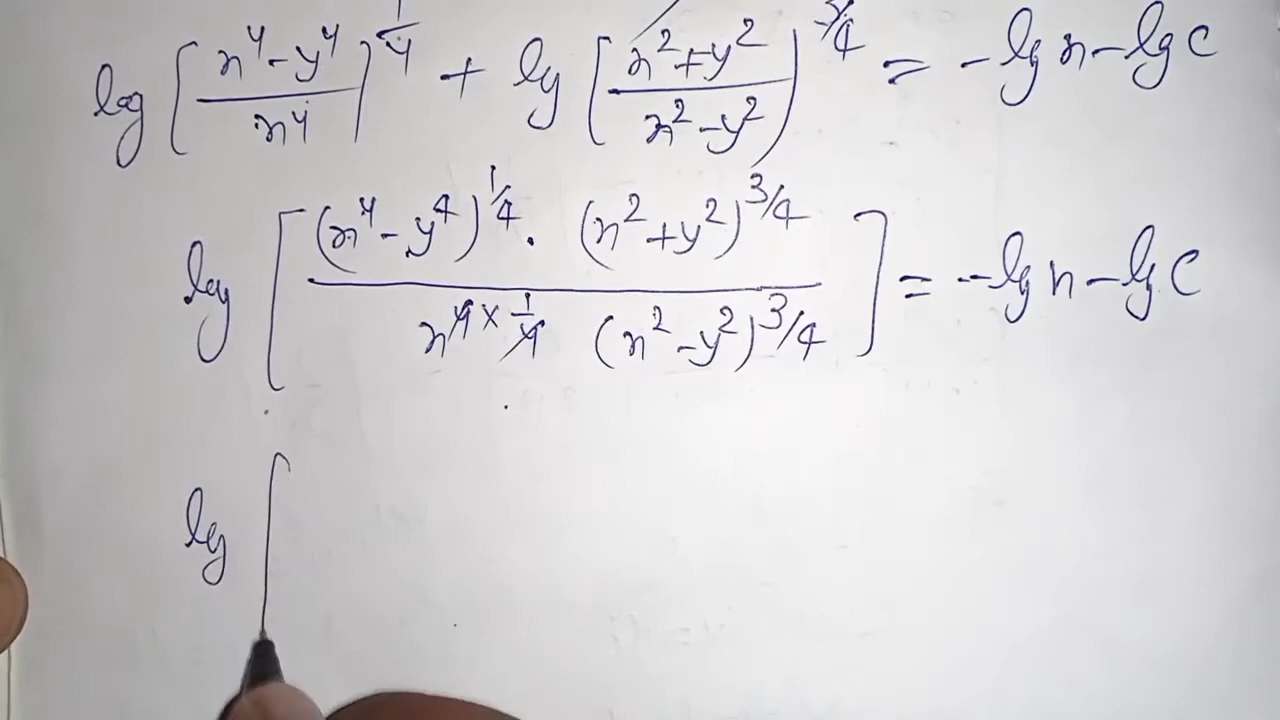 log [x⁴-y⁴ / x⁴]^1/4 + log [x²+y² / x²-y²)^3/4 = -log x - log c
log [(x⁴-y⁴)^1/4 . (x²+y²)^3/4 / x^4×1/4 (x²-y²)^3/4] = -log x - log c
log [